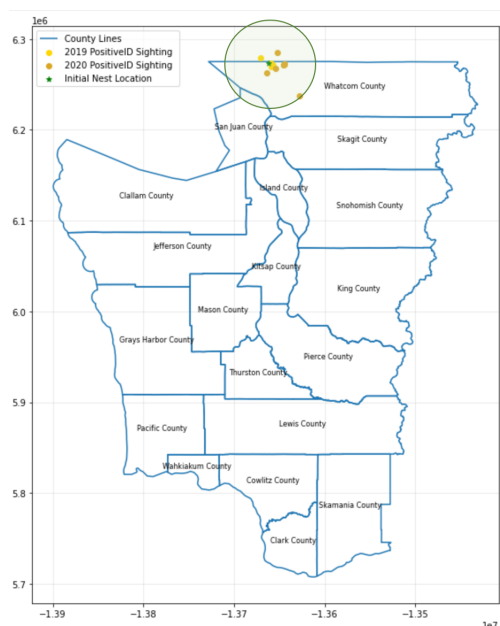 1e6
6.3
6.2
6.1
6.0
5.9
5.8
5.7
County Lines
2019 PositiveID Sighting
2020 PositiveID Sighting
Initial Nest Location
Whatcom County
San Juan County
Skagit County
Island County
Clallam County
Snohomish County
Jefferson County
Kitsap County
King County
Mason County
Grays Harbor County
Pierce County
Thurston County
Lewis County
Pacific County
Wahkiakum County
Cowlitz County
Skamania County
Clark County
−1.39 −1.38 −1.37 −1.36 −1.35
1e7